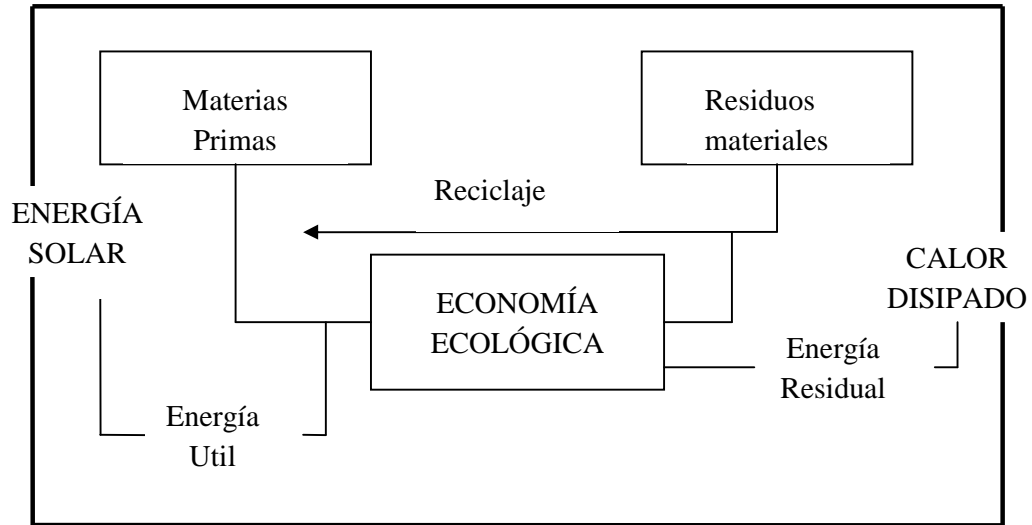 Materias
Primas
Residuos
materiales
Reciclaje
ENERGÍA
SOLAR
CALOR
DISIPADO
ECONOMÍA
ECOLÓGICA
Energía
Residual
Energía
Util